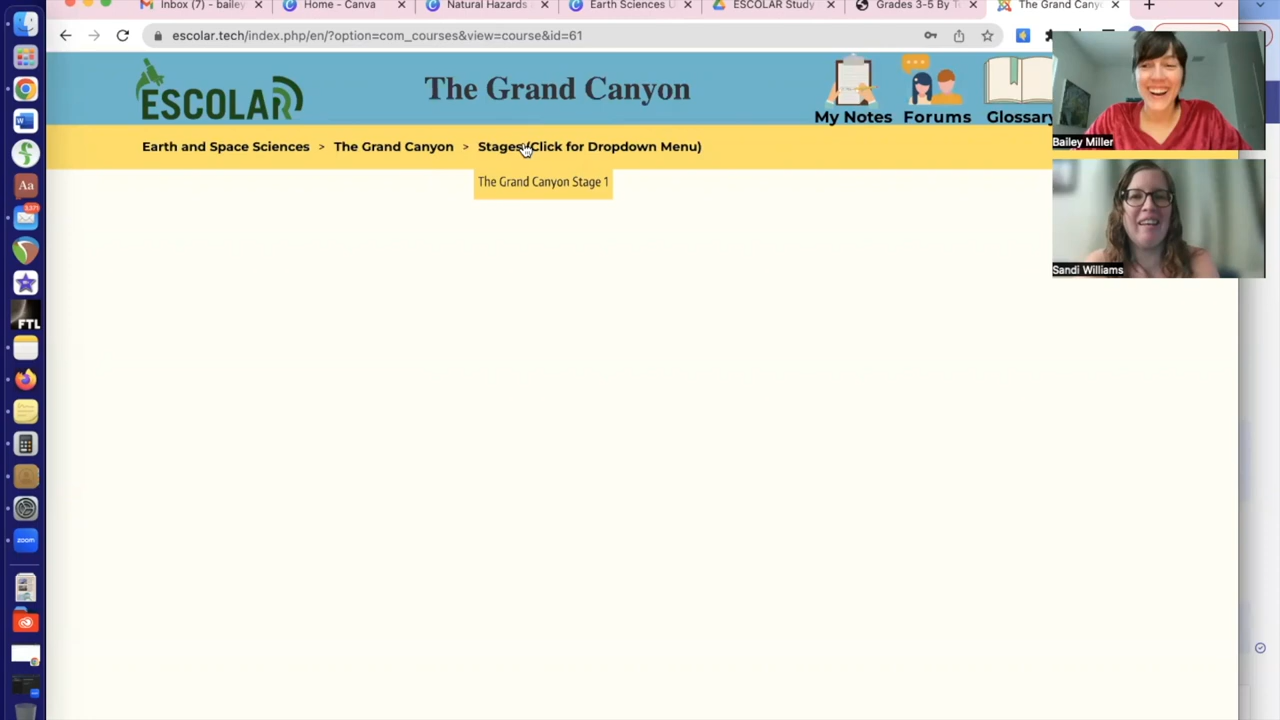 Inbox (7) - bailey
Home - Canva
Natural Hazards
Earth Sciences U
ESCOLAR Study
Grades 3-5 By T
The Grand Canyo
escolar.tech/index.php/en/?option=com_courses&view=course&id=61
ESCOLAR
The Grand Canyon
My Notes
Forums
Glossary
Earth and Space Sciences > The Grand Canyon > Stages (Click for Dropdown Menu)
The Grand Canyon Stage 1
Bailey Miller
Sandi Williams
Aa
FTL
zoom